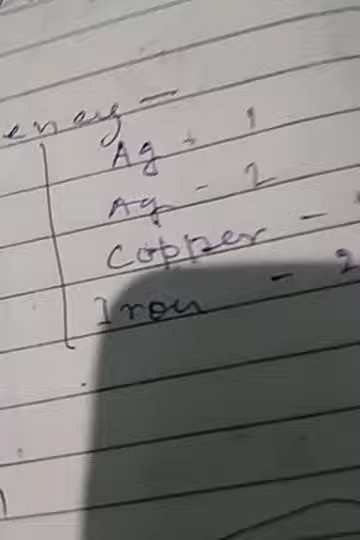 Ag - 1
Ag - 2
Copper -
Iron - 2